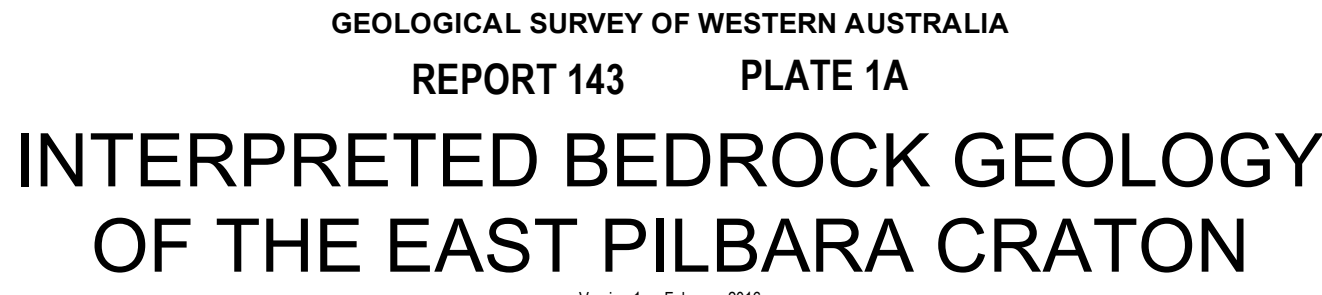 GEOLOGICAL SURVEY OF WESTERN AUSTRALIA
REPORT 143 PLATE 1A
INTERPRETED BEDROCK GEOLOGY
OF THE EAST PILBARA CRATON